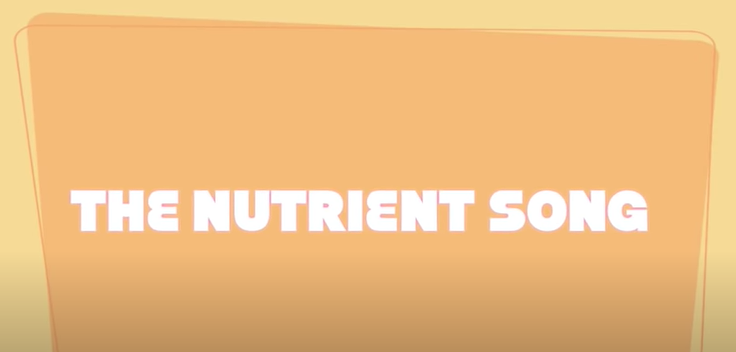 THE NUTRIENT SONG